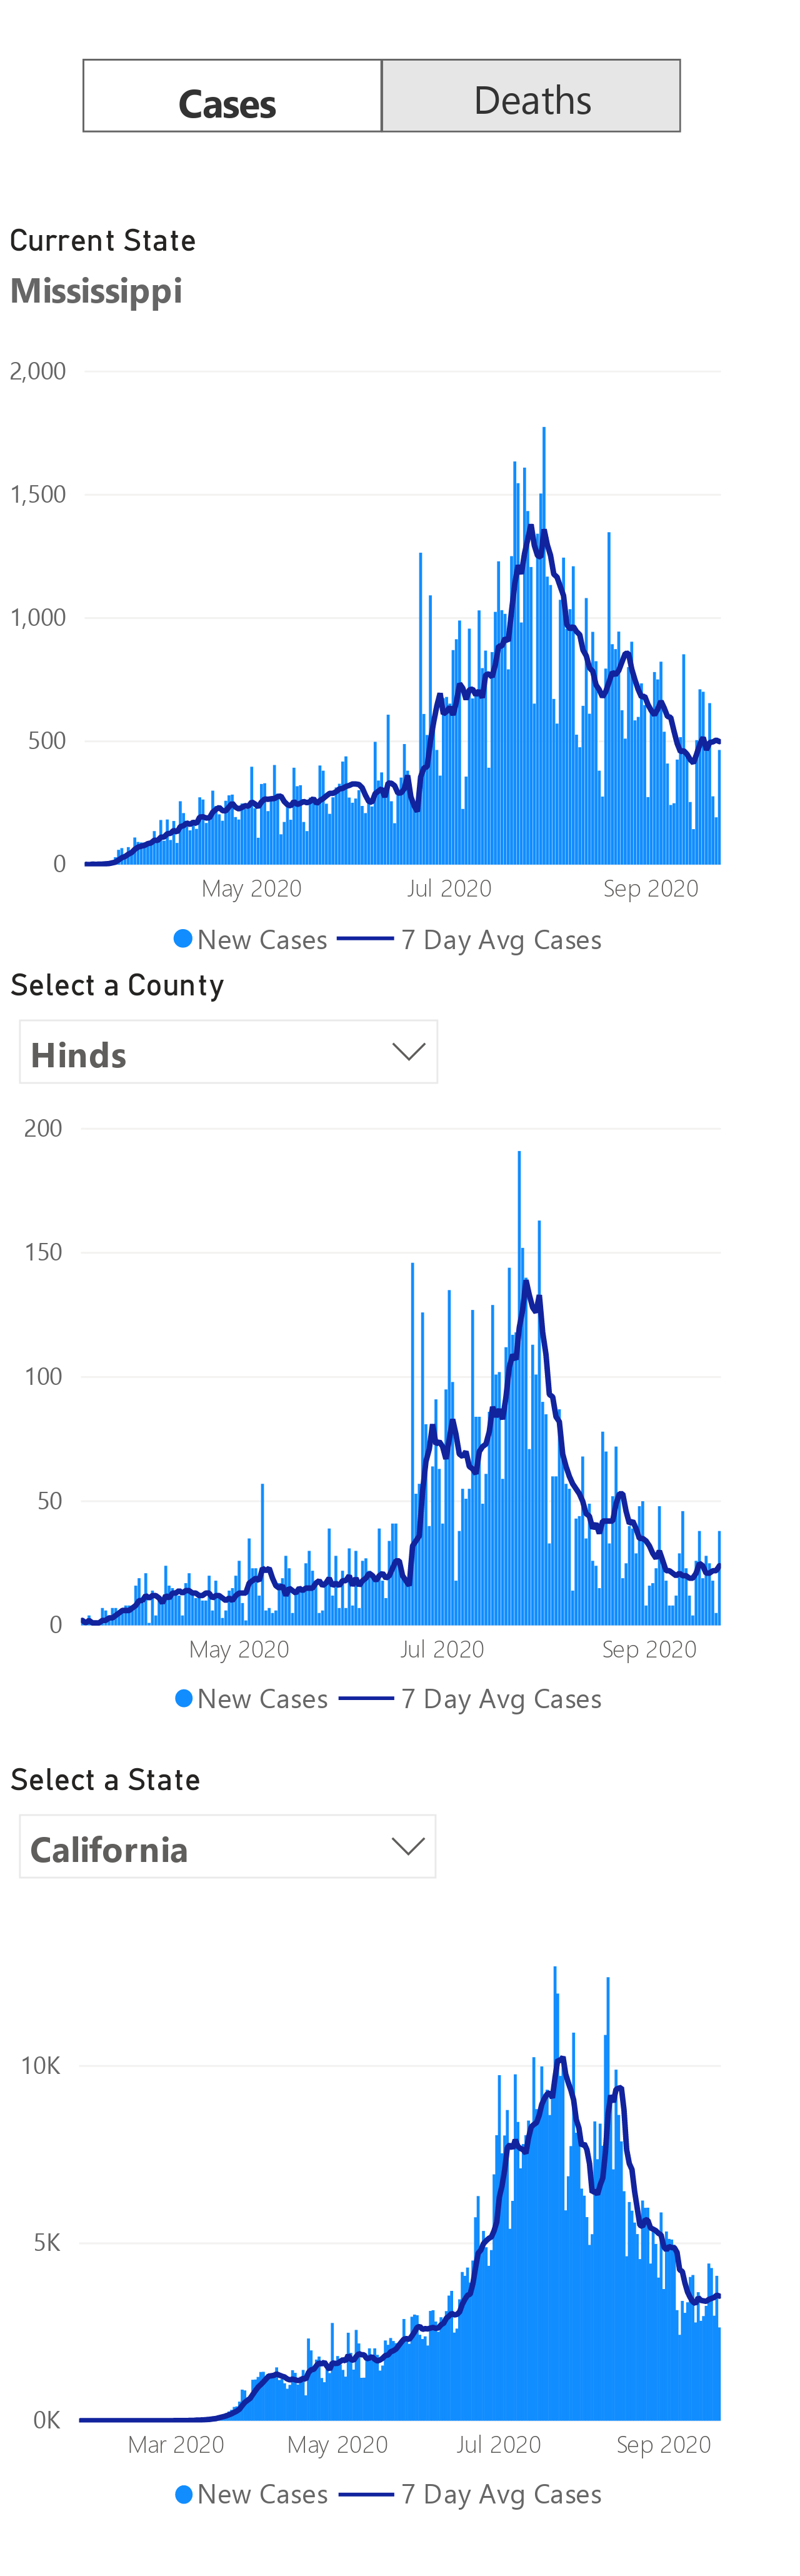 Cases Deaths
Current State
Mississippi
2,000
1,500
1,000
500
0
May 2020 Jul 2020 Sep 2020
New Cases 7 Day Avg Cases
Select a County
Hinds
200
150
100
50
0
May 2020 Jul 2020 Sep 2020
New Cases 7 Day Avg Cases
Select a State
California
10K
5K
0K
Mar 2020 May 2020 Jul 2020 Sep 2020
New Cases 7 Day Avg Cases